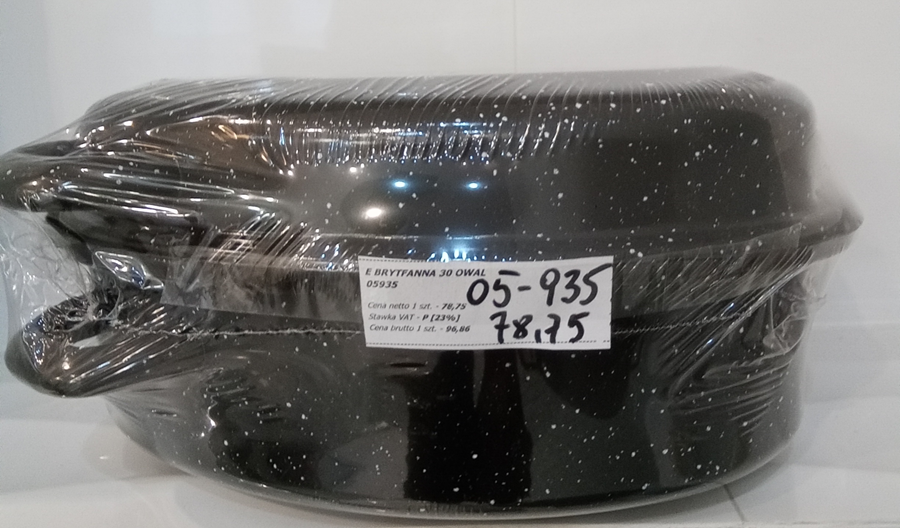 E BRYTFANNA 30 OWAL
05935
05-935
Cena netto 1 szt. - 78,75
Stawka VAT - P [23%]
78,75
Cena brutto 1 szt. - 96,86